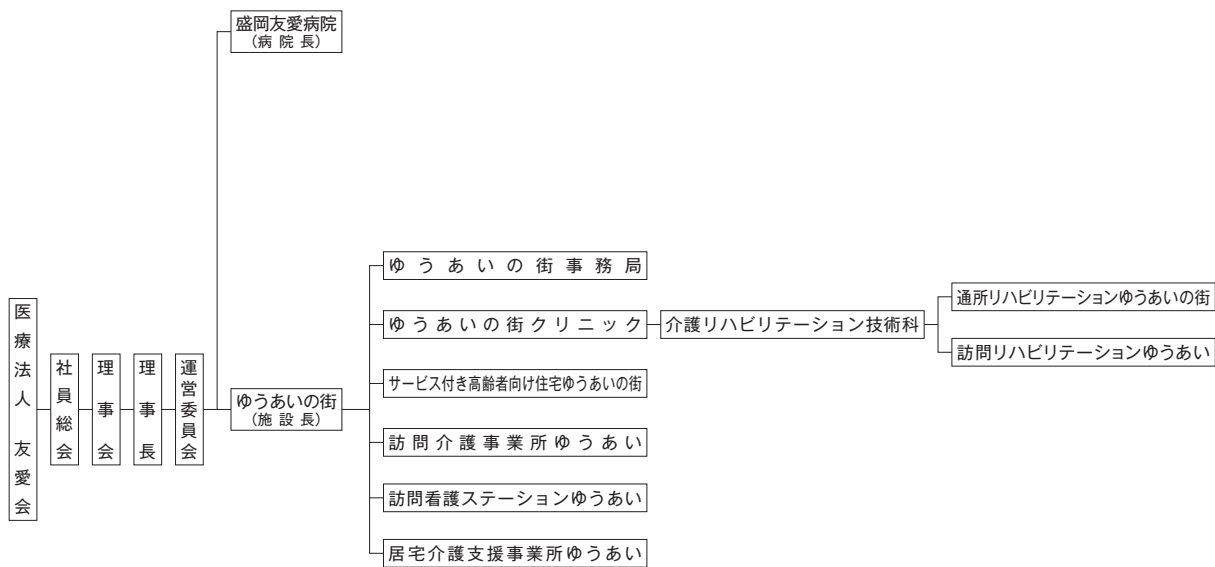 医療法人 友愛会
社員総会
理事会
理事長
運営委員会
盛岡友愛病院
(病院長)
ゆうあいの街
(施設長)
ゆうあいの街事務局
ゆうあいの街クリニック
介護リハビリテーション技術科
通所リハビリテーションゆうあいの街
訪問リハビリテーションゆうあい
サービス付き高齢者向け住宅ゆうあいの街
訪問介護事業所ゆうあい
訪問看護ステーションゆうあい
居宅介護支援事業所ゆうあい